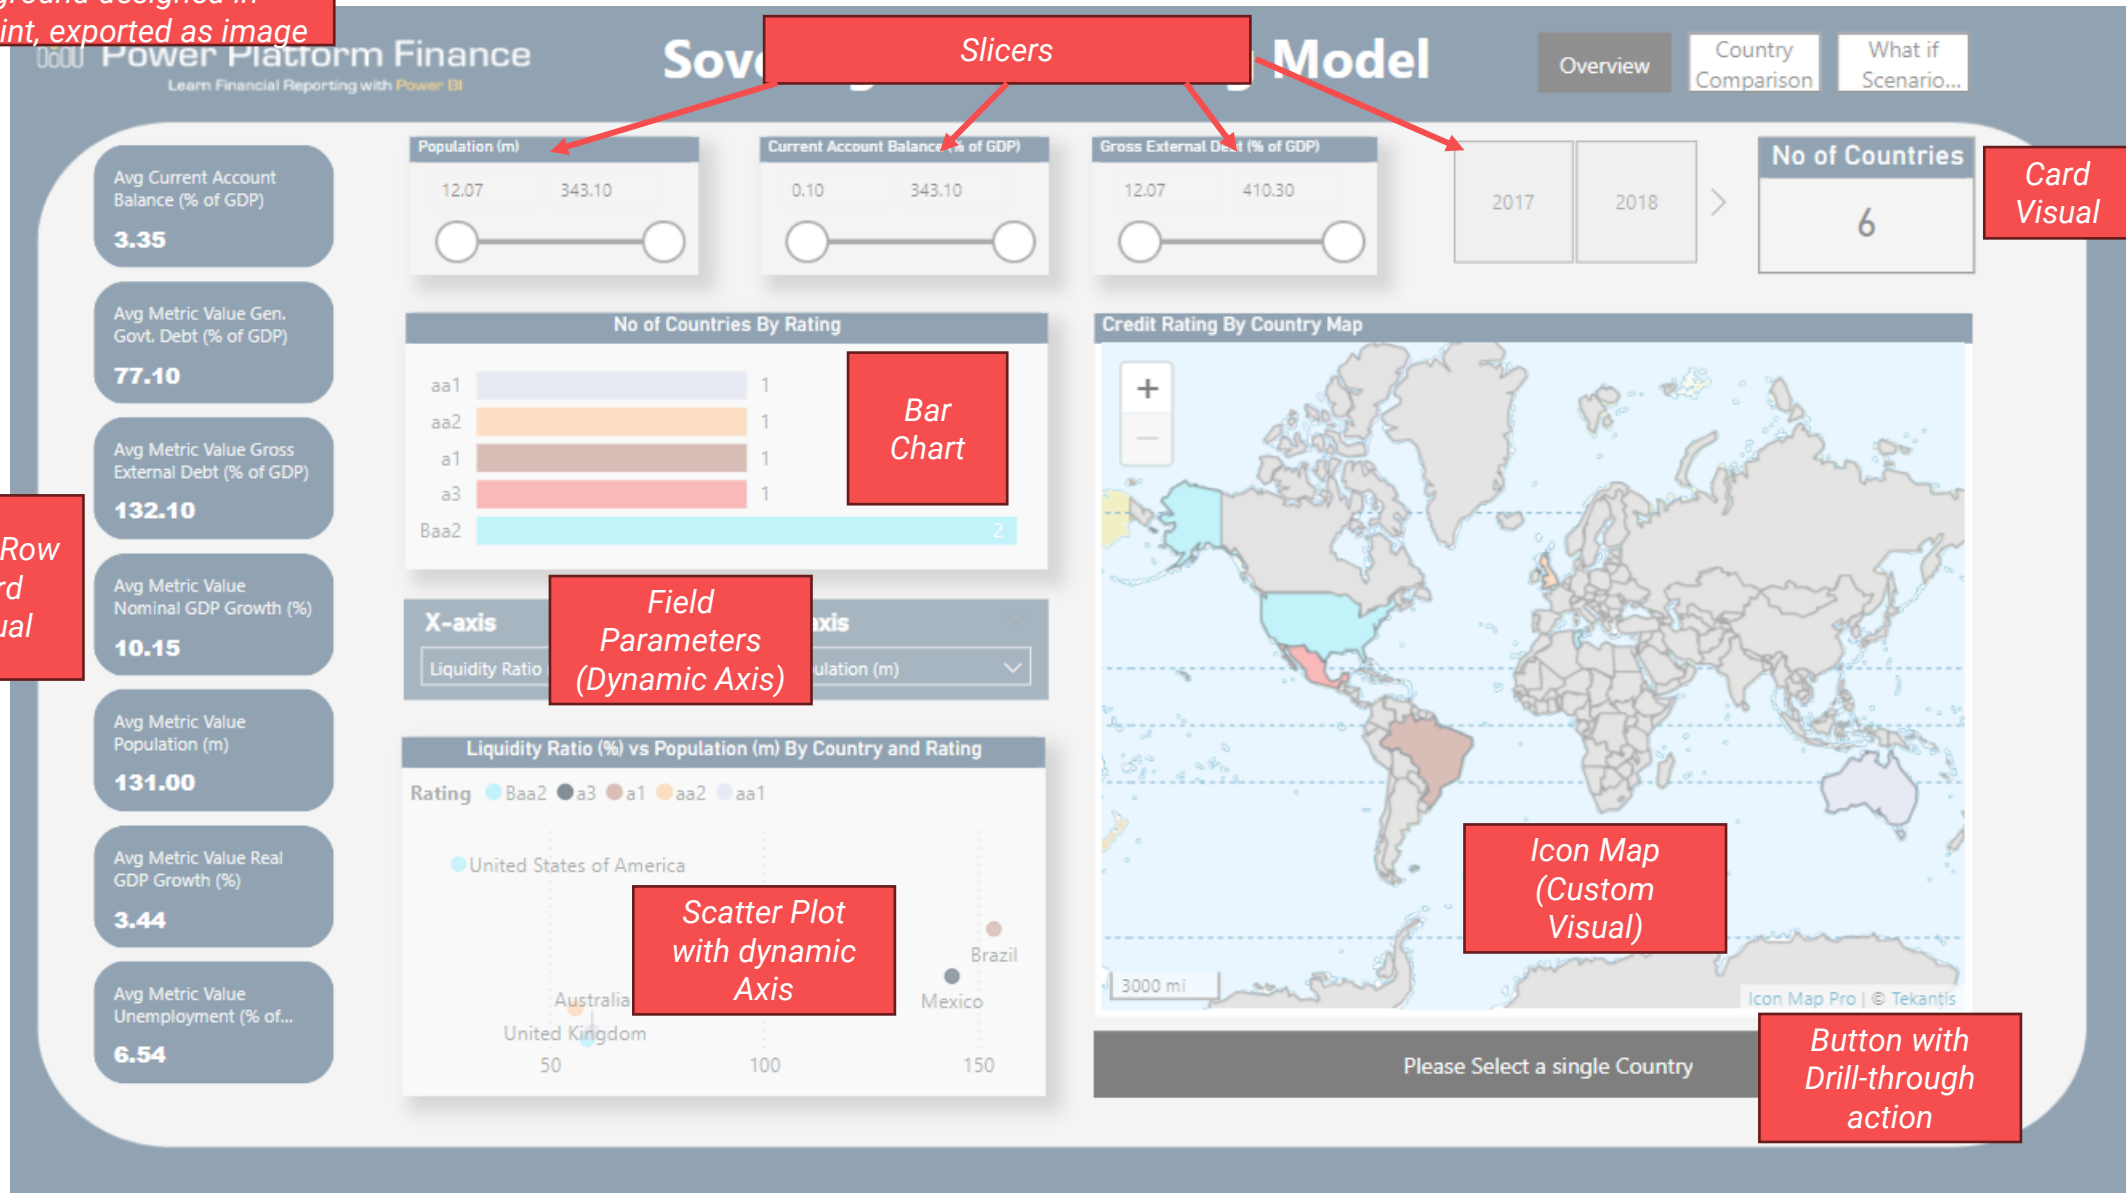 designed in
int, exported as image
Power Platform Finance
Learn Financial Reporting with Power BI
Slicers
Model
Overview
Country
Comparison
What if
Scenario...
Avg Current Account
Balance (% of GDP)
3.35
Avg Metric Value Gen.
Govt. Debt (% of GDP)
77.10
Avg Metric Value Gross
External Debt (% of GDP)
132.10
Avg Metric Value
Nominal GDP Growth (%)
10.15
Avg Metric Value
Population (m)
131.00
Avg Metric Value Real
GDP Growth (%)
3.44
Avg Metric Value
Unemployment (% of...
6.54
Row
rd
ual
Population (m)
12.07 343.10
Current Account Balance (% of GDP)
0.10 343.10
Gross External Debt (% of GDP)
12.07 410.30
2017 2018
No of Countries
6
Card
Visual
No of Countries By Rating
aa1 1
aa2 1
a1 1
a3 1
Baa2 2
Bar
Chart
X-axis
Liquidity Ratio
axis
ulation (m)
Field
Parameters
(Dynamic Axis)
Liquidity Ratio (%) vs Population (m) By Country and Rating
Rating Baa2 a3 a1 aa2 aa1
United States of America
Brazil
Mexico
Australia
United Kingdom
50 100 150
Scatter Plot
with dynamic
Axis
Credit Rating By Country Map
+
−
3000 mi
Icon Map Pro | © Tekantis
Icon Map
(Custom
Visual)
Please Select a single Country
Button with
Drill-through
action